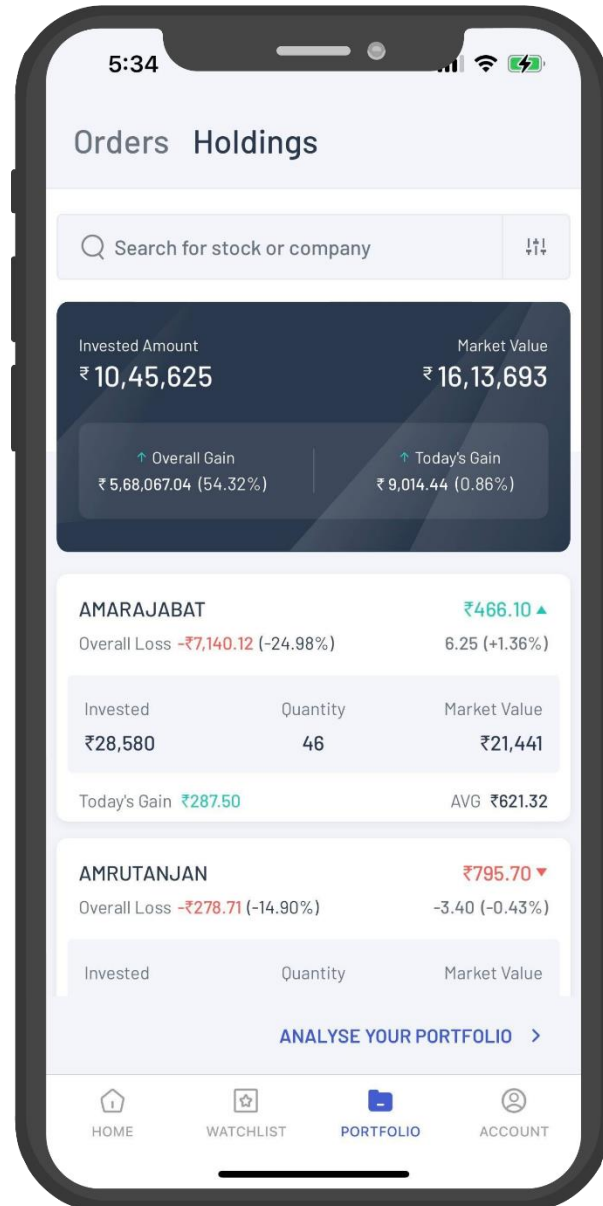 5:34
Orders Holdings
Search for stock or company
Invested Amount Market Value
₹10,45,625 ₹16,13,693
↑ Overall Gain ↑ Today's Gain
₹5,68,067.04 (54.32%) ₹9,014.44 (0.86%)
AMARAJABAT ₹466.10 ▲
Overall Loss -₹7,140.12 (-24.98%) 6.25 (+1.36%)
Invested Quantity Market Value
₹28,580 46 ₹21,441
Today's Gain ₹287.50 AVG ₹621.32
AMRUTANJAN ₹795.70 ▼
Overall Loss -₹278.71 (-14.90%) -3.40 (-0.43%)
Invested Quantity Market Value
ANALYSE YOUR PORTFOLIO >
HOME WATCHLIST PORTFOLIO ACCOUNT